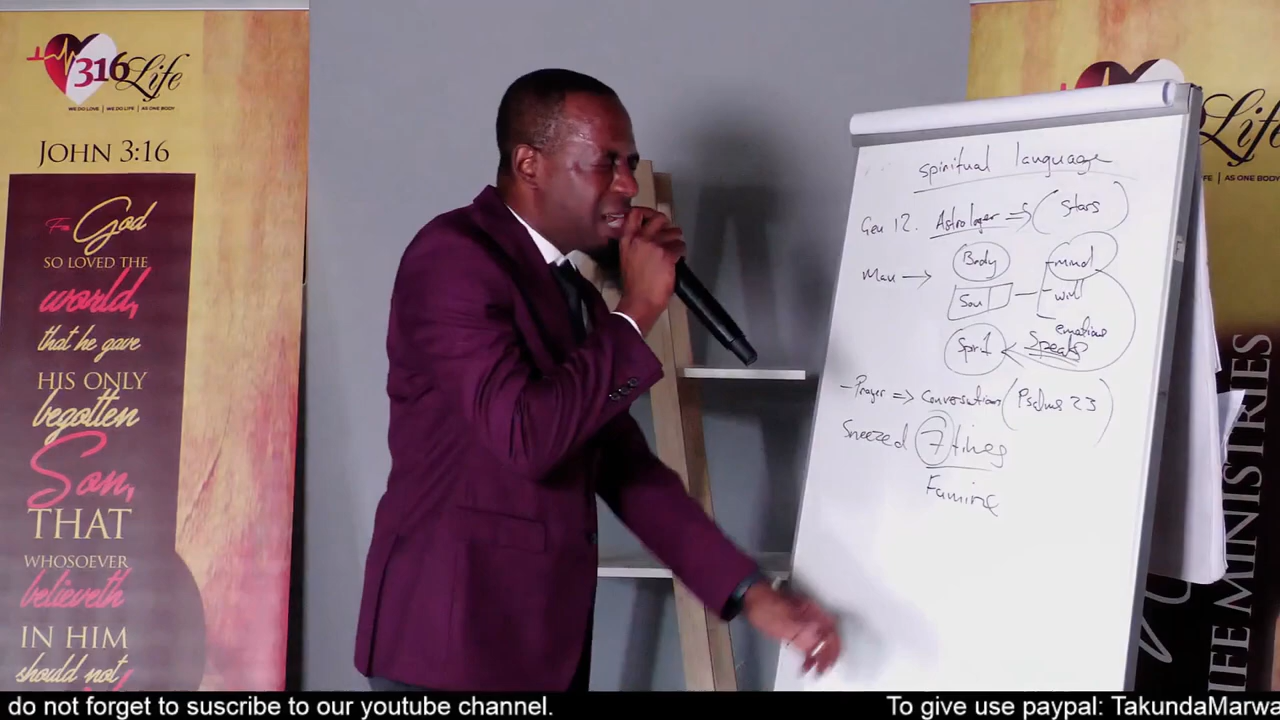 316 Life
WE DO LOVE | WE DO LIFE | AS ONE BODY
JOHN 3:16
For God
SO LOVED THE
world,
that he gave
HIS ONLY
begotten
Son,
THAT
WHOSOEVER
believeth
IN HIM
should not
spiritual language
Gen 12. Astrologer => (Stars)
Man → Body
mind
Soul
will
emotions
Spirit
Speaks
- Prayer => Conversation (Psalms 23)
Sneezed 7 times
Famine
Life
FE | AS ONE BODY
LIFE MINISTRIES
do not forget to suscribe to our youtube channel.
To give use paypal: TakundaMarwa